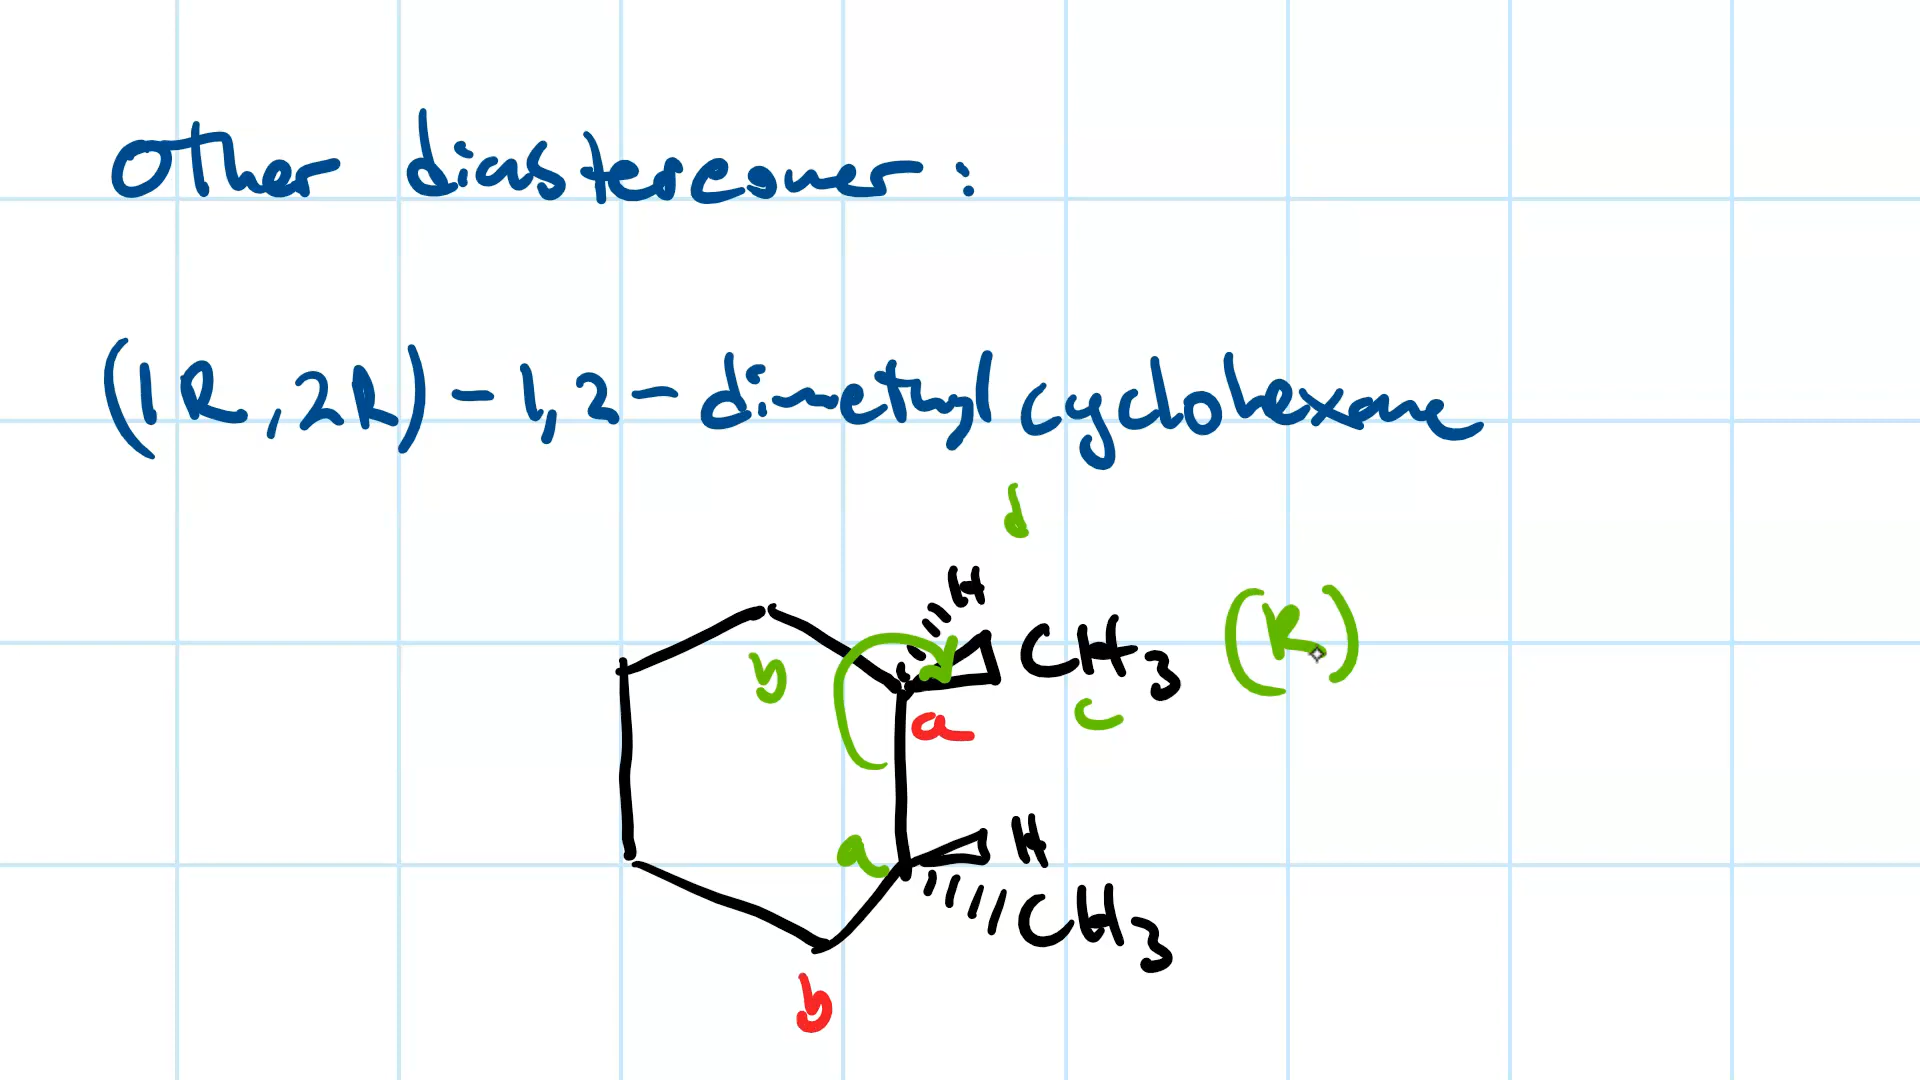 Other diastereomer:
(1R,2R)-1,2-dimethylcyclohexane
d
H
CH3 (R)
b
c
a
H
a
CH3
b